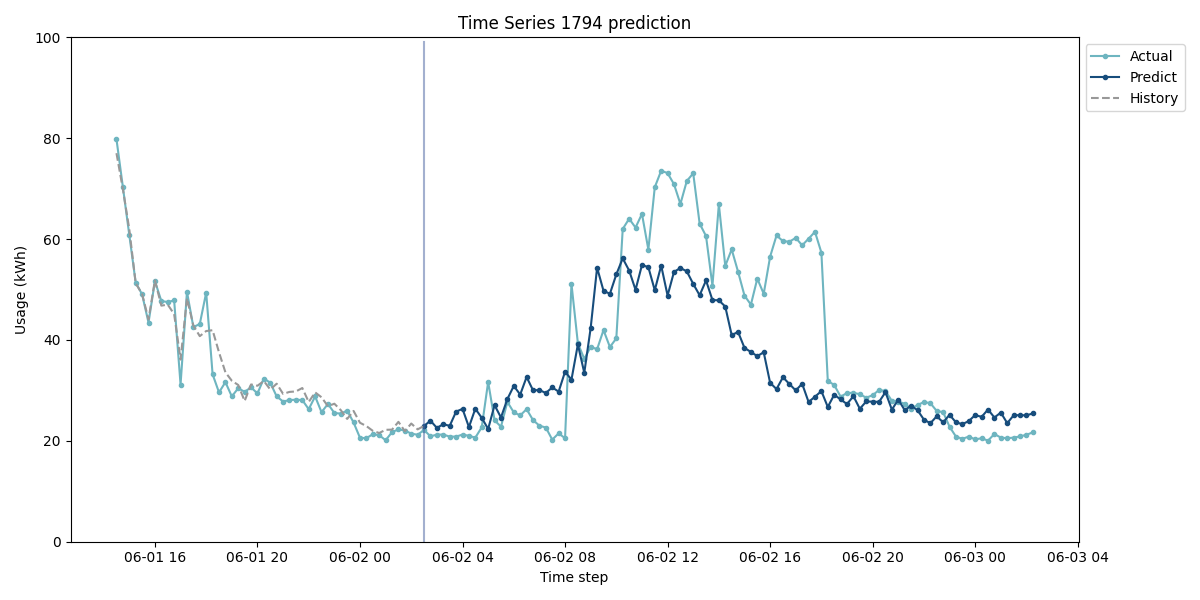 Time Series 1794 prediction
Usage (kWh)
100
80
60
40
20
0
06-01 16
06-01 20
06-02 00
06-02 04
06-02 08
06-02 12
06-02 16
06-02 20
06-03 00
06-03 04
Time step
Actual
Predict
History